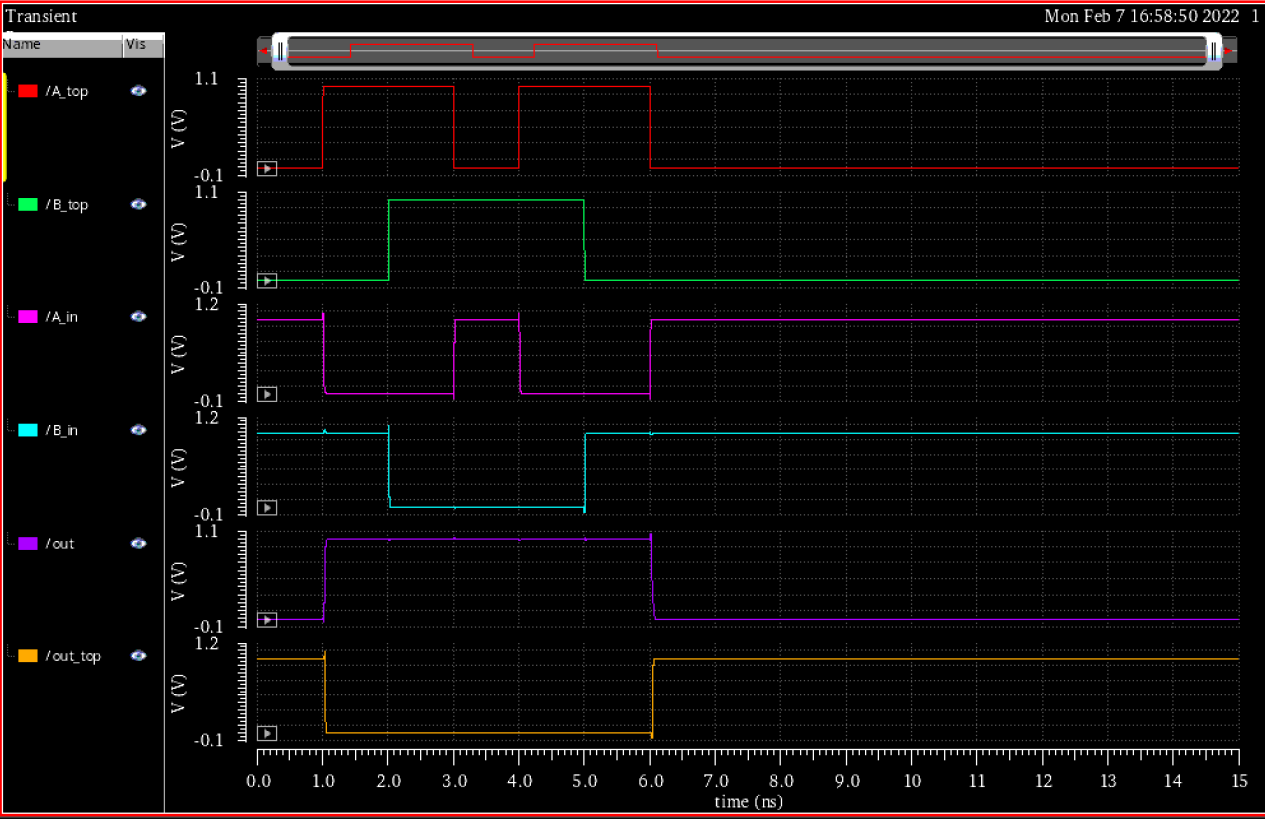 Transient Mon Feb 7 16:58:50 2022 1
Name Vis
/A_top
/B_top
/A_in
/B_in
/out
/out_top
1.1
V (V)
-0.1
1.1
V (V)
-0.1
1.2
V (V)
-0.1
1.2
V (V)
-0.1
1.1
V (V)
-0.1
1.2
V (V)
-0.1
0.0 1.0 2.0 3.0 4.0 5.0 6.0 7.0 8.0 9.0 10 11 12 13 14 15
time (ns)